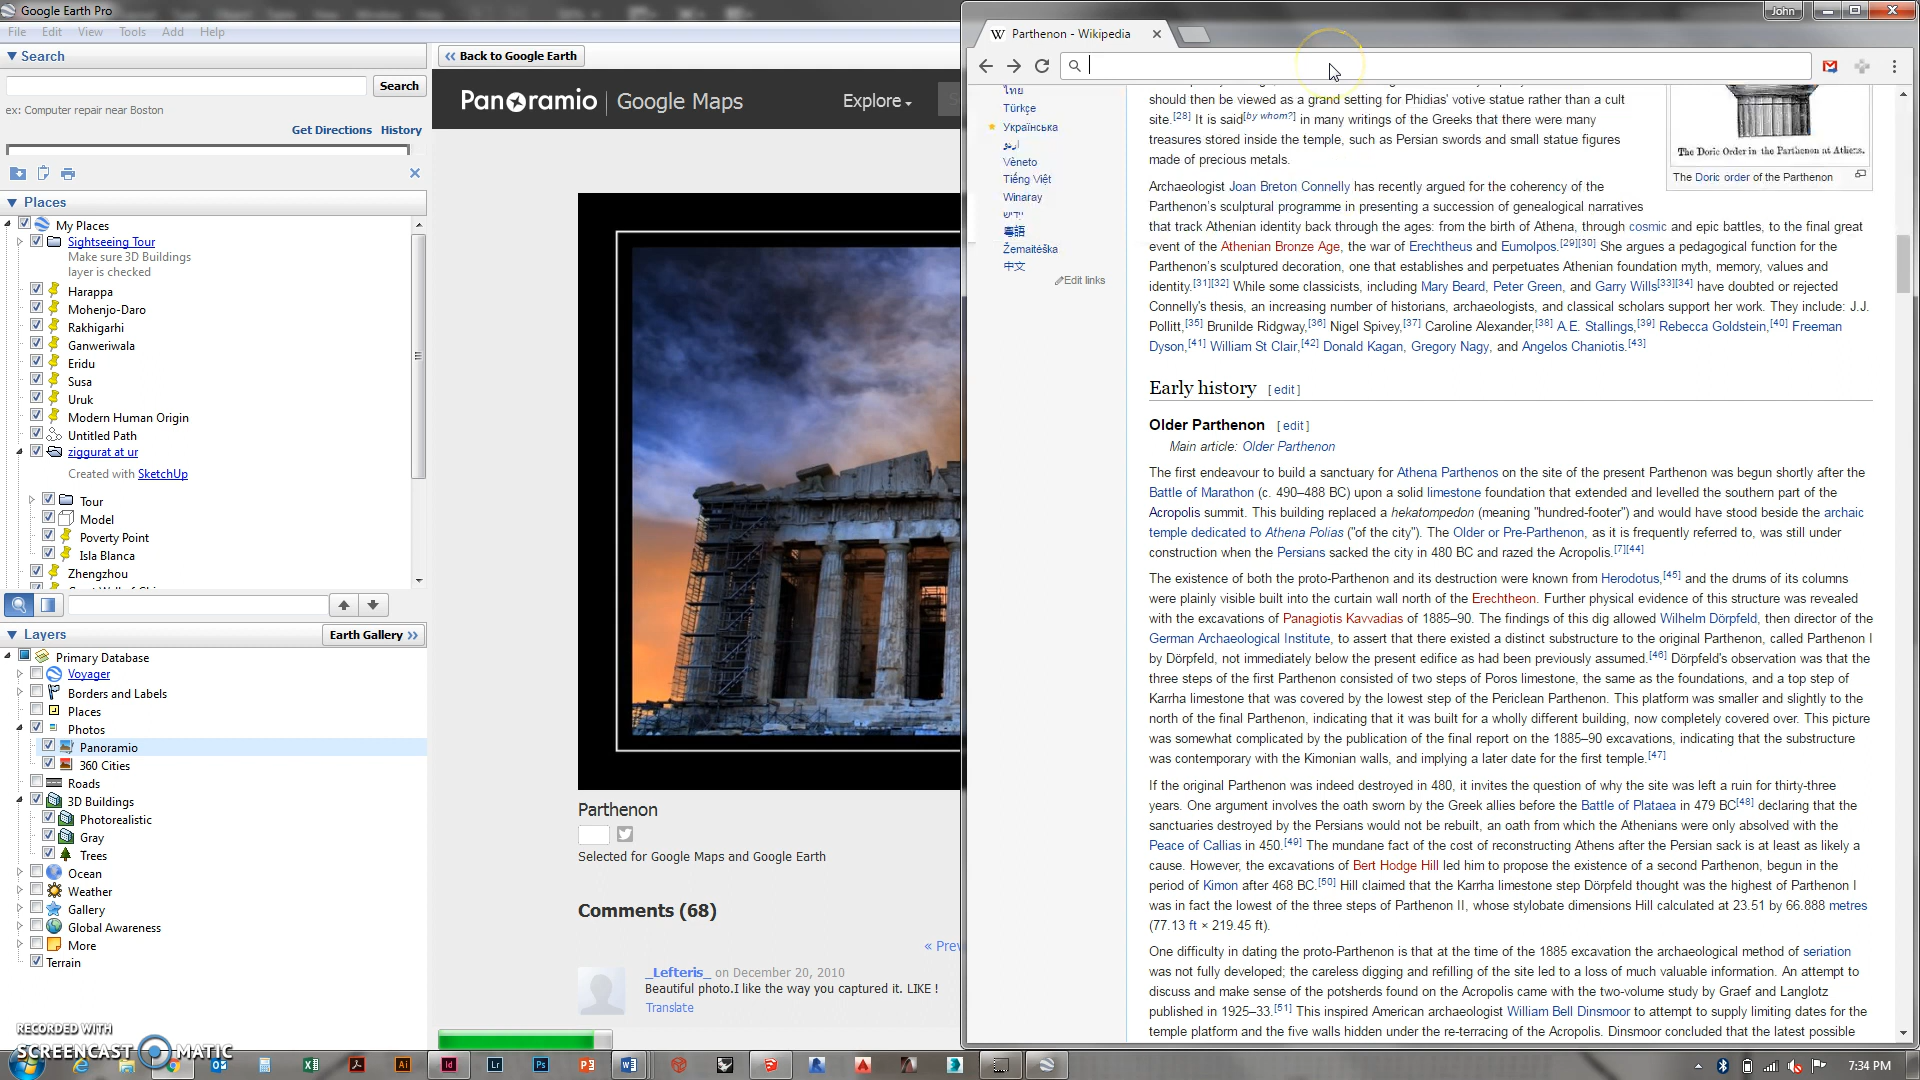 Google Earth Pro
File Edit View Tools Add Help
Search
Search
ex: Computer repair near Boston
Get Directions History
Places
My Places
Sightseeing Tour
Make sure 3D Buildings
layer is checked
Harappa
Mohenjo-Daro
Rakhigarhi
Ganweriwala
Eridu
Susa
Uruk
Modern Human Origin
Untitled Path
ziggurat at ur
Created with SketchUp
Tour
Model
Poverty Point
Isla Blanca
Zhengzhou
Layers
Earth Gallery
Primary Database
Voyager
Borders and Labels
Places
Photos
Panoramio
360 Cities
Roads
3D Buildings
Photorealistic
Gray
Trees
Ocean
Weather
Gallery
Global Awareness
More
Terrain
RECORDED WITH
SCREENCAST MATIC
Back to Google Earth
Panoramio | Google Maps Explore
Parthenon
Selected for Google Maps and Google Earth
Comments (68)
« Prev
_Lefteris_ on December 20, 2010
Beautiful photo.I like the way you captured it. LIKE !
Translate
John
Parthenon - Wikipedia
ไทย
Türkçe
Українська
اردو
Vèneto
Tiếng Việt
Winaray
ייִדיש
粵語
Žemaitėška
中文
Edit links
should then be viewed as a grand setting for Phidias' votive statue rather than a cult
site.[28] It is said[by whom?] in many writings of the Greeks that there were many
treasures stored inside the temple, such as Persian swords and small statue figures
made of precious metals.
The Doric Order in the Parthenon at Athens.
The Doric order of the Parthenon
Archaeologist Joan Breton Connelly has recently argued for the coherency of the
Parthenon's sculptural programme in presenting a succession of genealogical narratives
that track Athenian identity back through the ages: from the birth of Athena, through cosmic and epic battles, to the final great
event of the Athenian Bronze Age, the war of Erechtheus and Eumolpos.[29][30] She argues a pedagogical function for the
Parthenon's sculptured decoration, one that establishes and perpetuates Athenian foundation myth, memory, values and
identity.[31][32] While some classicists, including Mary Beard, Peter Green, and Garry Wills[33][34] have doubted or rejected
Connelly's thesis, an increasing number of historians, archaeologists, and classical scholars support her work. They include: J.J.
Pollitt,[35] Brunilde Ridgway,[36] Nigel Spivey,[37] Caroline Alexander,[38] A.E. Stallings,[39] Rebecca Goldstein,[40] Freeman
Dyson,[41] William St Clair,[42] Donald Kagan, Gregory Nagy, and Angelos Chaniotis.[43]
Early history [ edit ]
Older Parthenon [ edit ]
Main article: Older Parthenon
The first endeavour to build a sanctuary for Athena Parthenos on the site of the present Parthenon was begun shortly after the
Battle of Marathon (c. 490–488 BC) upon a solid limestone foundation that extended and levelled the southern part of the
Acropolis summit. This building replaced a hekatompedon (meaning "hundred-footer") and would have stood beside the archaic
temple dedicated to Athena Polias ("of the city"). The Older or Pre-Parthenon, as it is frequently referred to, was still under
construction when the Persians sacked the city in 480 BC and razed the Acropolis.[7][44]
The existence of both the proto-Parthenon and its destruction were known from Herodotus,[45] and the drums of its columns
were plainly visible built into the curtain wall north of the Erechtheon. Further physical evidence of this structure was revealed
with the excavations of Panagiotis Kavvadias of 1885–90. The findings of this dig allowed Wilhelm Dörpfeld, then director of the
German Archaeological Institute, to assert that there existed a distinct substructure to the original Parthenon, called Parthenon I
by Dörpfeld, not immediately below the present edifice as had been previously assumed.[46] Dörpfeld's observation was that the
three steps of the first Parthenon consisted of two steps of Poros limestone, the same as the foundations, and a top step of
Karrha limestone that was covered by the lowest step of the Periclean Parthenon. This platform was smaller and slightly to the
north of the final Parthenon, indicating that it was built for a wholly different building, now completely covered over. This picture
was somewhat complicated by the publication of the final report on the 1885–90 excavations, indicating that the substructure
was contemporary with the Kimonian walls, and implying a later date for the first temple.[47]
If the original Parthenon was indeed destroyed in 480, it invites the question of why the site was left a ruin for thirty-three
years. One argument involves the oath sworn by the Greek allies before the Battle of Plataea in 479 BC[48] declaring that the
sanctuaries destroyed by the Persians would not be rebuilt, an oath from which the Athenians were only absolved with the
Peace of Callias in 450.[49] The mundane fact of the cost of reconstructing Athens after the Persian sack is at least as likely a
cause. However, the excavations of Bert Hodge Hill led him to propose the existence of a second Parthenon, begun in the
period of Kimon after 468 BC.[50] Hill claimed that the Karrha limestone step Dörpfeld thought was the highest of Parthenon I
was in fact the lowest of the three steps of Parthenon II, whose stylobate dimensions Hill calculated at 23.51 by 66.888 metres
(77.13 ft × 219.45 ft).
One difficulty in dating the proto-Parthenon is that at the time of the 1885 excavation the archaeological method of seriation
was not fully developed; the careless digging and refilling of the site led to a loss of much valuable information. An attempt to
discuss and make sense of the potsherds found on the Acropolis came with the two-volume study by Graef and Langlotz
published in 1925–33.[51] This inspired American archaeologist William Bell Dinsmoor to attempt to supply limiting dates for the
temple platform and the five walls hidden under the re-terracing of the Acropolis. Dinsmoor concluded that the latest possible
7:34 PM